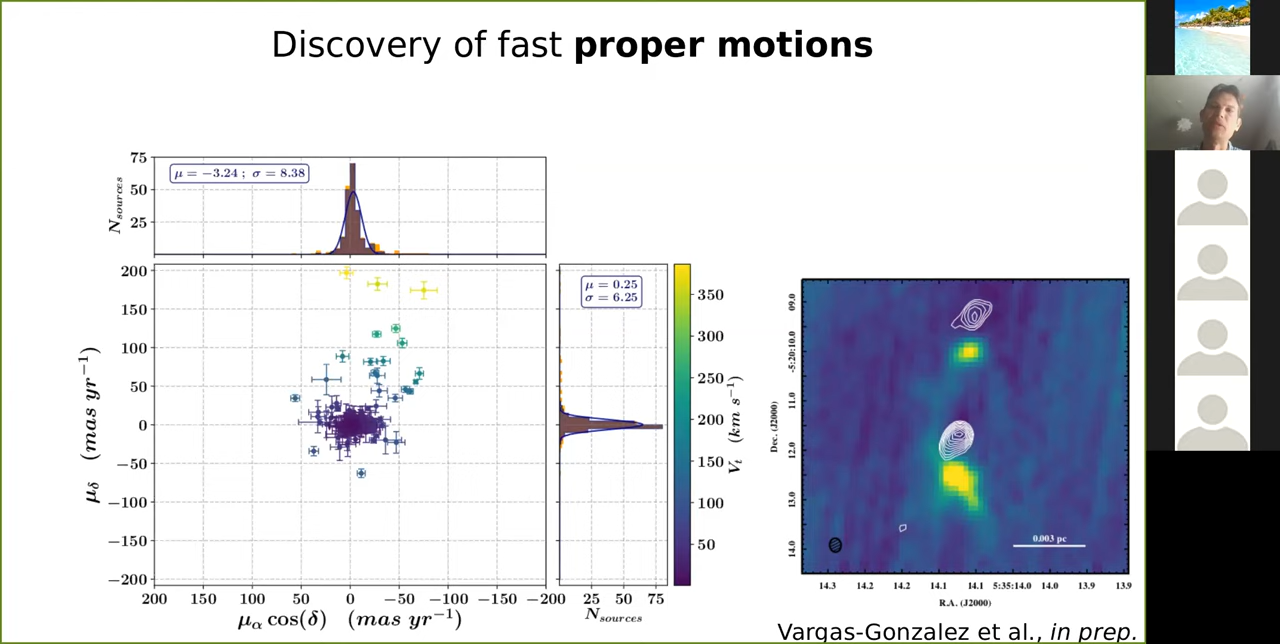 Discovery of fast proper motions
μ = −3.24 ; σ = 8.38
N_sources
75
50
25
μ = 0.25
σ = 6.25
200
150
100
50
0
−50
−100
−150
−200
μ_δ (mas yr⁻¹)
200 150 100 50 0 −50 −100 −150 −200
μ_α cos(δ) (mas yr⁻¹)
25 50 75
N_sources
350
300
250
200
150
100
50
V_t (km s⁻¹)
09.0
-5:20:10.0
11.0
12.0
13.0
14.0
Dec. (J2000)
0.003 pc
14.3 14.2 14.2 14.1 14.1 5:35:14.0 14.0 13.9 13.9
R.A. (J2000)
Vargas-Gonzalez et al., in prep.